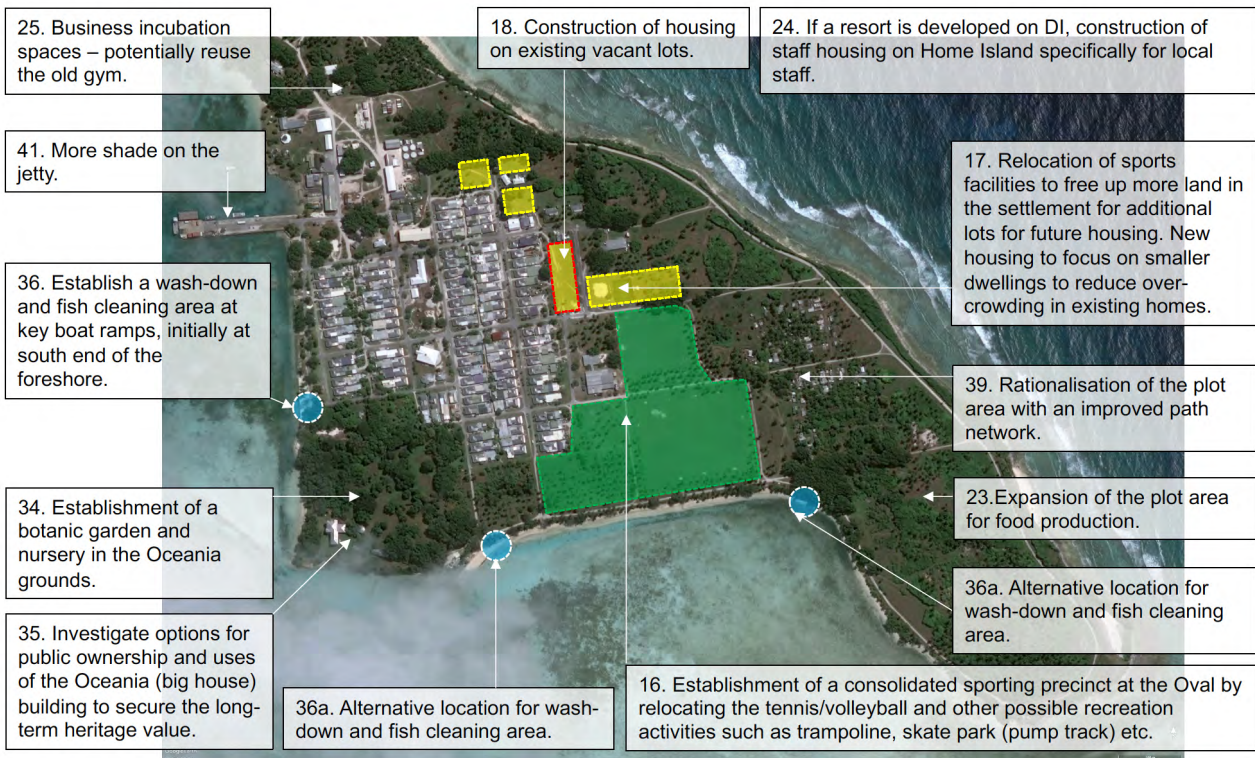 25. Business incubation
spaces – potentially reuse
the old gym.
18. Construction of housing
on existing vacant lots.
24. If a resort is developed on DI, construction of
staff housing on Home Island specifically for local
staff.
41. More shade on the
jetty.
17. Relocation of sports
facilities to free up more land in
the settlement for additional
lots for future housing. New
housing to focus on smaller
dwellings to reduce over-
crowding in existing homes.
36. Establish a wash-down
and fish cleaning area at
key boat ramps, initially at
south end of the
foreshore.
39. Rationalisation of the plot
area with an improved path
network.
34. Establishment of a
botanic garden and
nursery in the Oceania
grounds.
23.Expansion of the plot area
for food production.
36a. Alternative location for
wash-down and fish cleaning
area.
35. Investigate options for
public ownership and uses
of the Oceania (big house)
building to secure the long-
term heritage value.
36a. Alternative location for wash-
down and fish cleaning area.
16. Establishment of a consolidated sporting precinct at the Oval by
relocating the tennis/volleyball and other possible recreation
activities such as trampoline, skate park (pump track) etc.